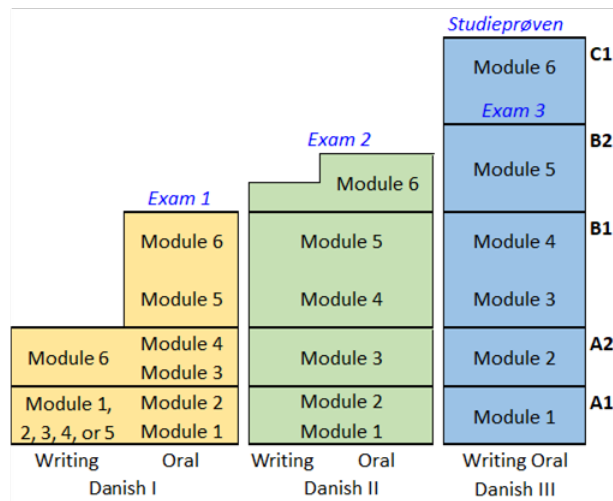 Studieprøven
Module 6
C1
Exam 3
Module 5
B2
Exam 2
Module 6
Exam 1
Module 6
Module 5
Module 5
Module 4
Module 4
Module 3
B1
Module 6
Module 4
Module 3
Module 3
Module 2
A2
Module 1,
2, 3, 4, or 5
Module 2
Module 1
Module 2
Module 1
Module 1
A1
Writing Oral
Danish I
Writing Oral
Danish II
Writing Oral
Danish III